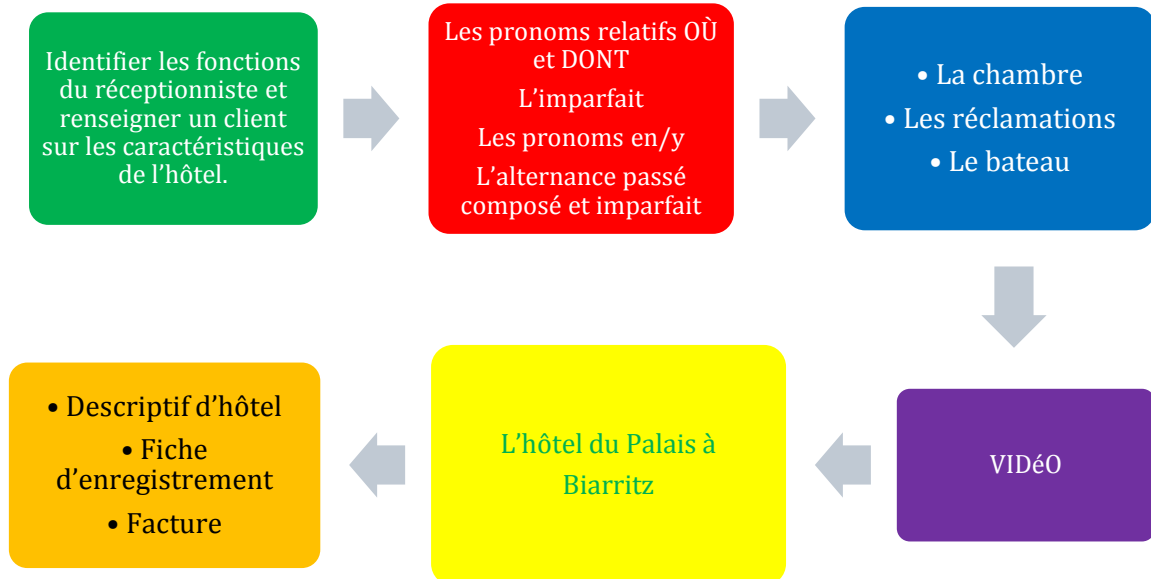 Identifier les fonctions
du réceptionniste et
renseigner un client
sur les caractéristiques
de l’hôtel.
Les pronoms relatifs OÙ
et DONT
L’imparfait
Les pronoms en/y
L’alternance passé
composé et imparfait
• La chambre
• Les réclamations
• Le bateau
VIDéO
L’hôtel du Palais à
Biarritz
• Descriptif d’hôtel
• Fiche
d’enregistrement
• Facture